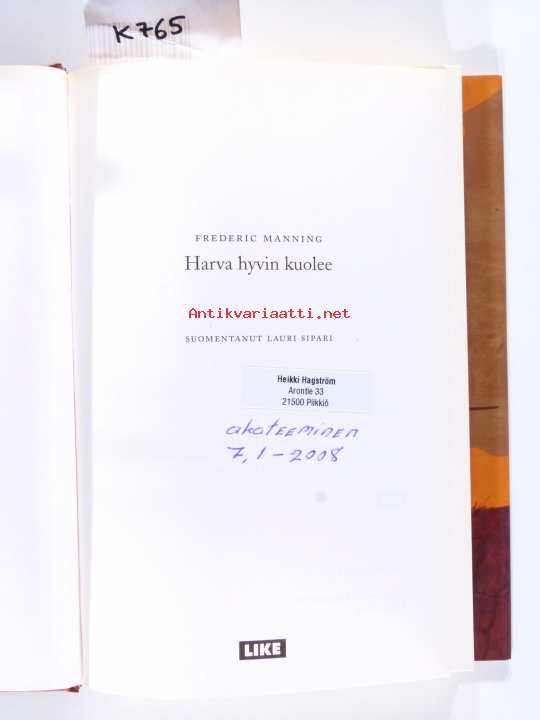 K765
FREDERIC MANNING
Harva hyvin kuolee
Antikvariaatti.net
SUOMENTANUT LAURI SIPARI
Heikki Hagström
Arontie 33
21500 Piikkiö
akateeminen
7,1-2008
LIKE